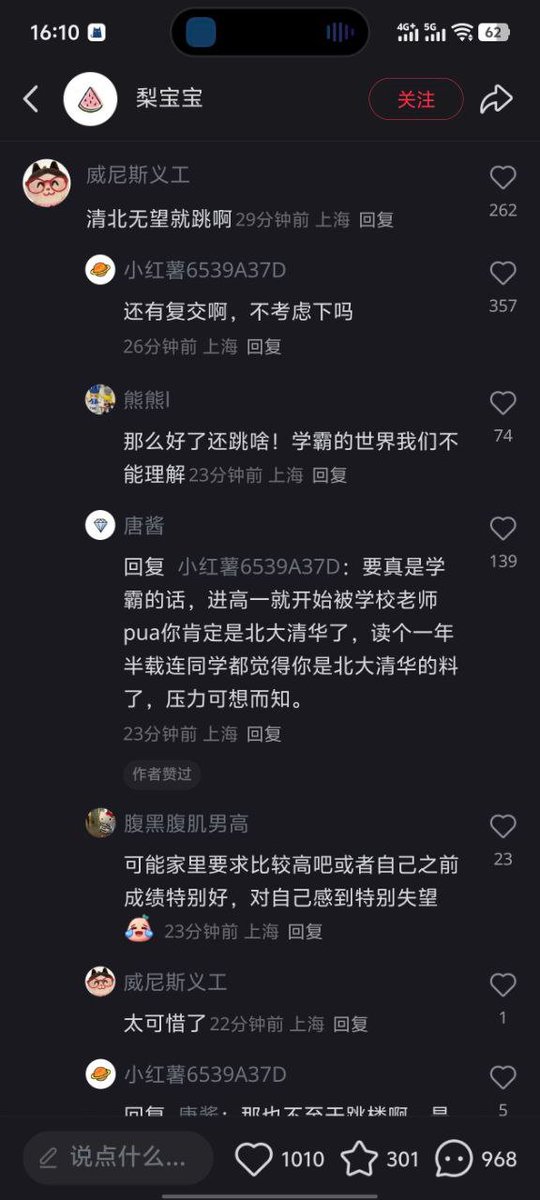 16:10
4G+ 5G 62
梨宝宝
关注
威尼斯义工
262
清北无望就跳啊 29分钟前 上海 回复
小红薯6539A37D
357
还有复交啊，不考虑下吗
26分钟前 上海 回复
熊熊l
74
那么好了还跳啥！学霸的世界我们不
能理解 23分钟前 上海 回复
唐酱
139
回复 小红薯6539A37D：要真是学
霸的话，进高一就开始被学校老师
pua你肯定是北大清华了，读个一年
半载连同学都觉得你是北大清华的料
了，压力可想而知。
23分钟前 上海 回复
作者赞过
腹黑腹肌男高
23
可能家里要求比较高吧或者自己之前
成绩特别好，对自己感到特别失望
23分钟前 上海 回复
威尼斯义工
1
太可惜了 22分钟前 上海 回复
小红薯6539A37D
5
回复 唐酱：那也不至于跳楼啊，是
说点什么...
1010
301
968